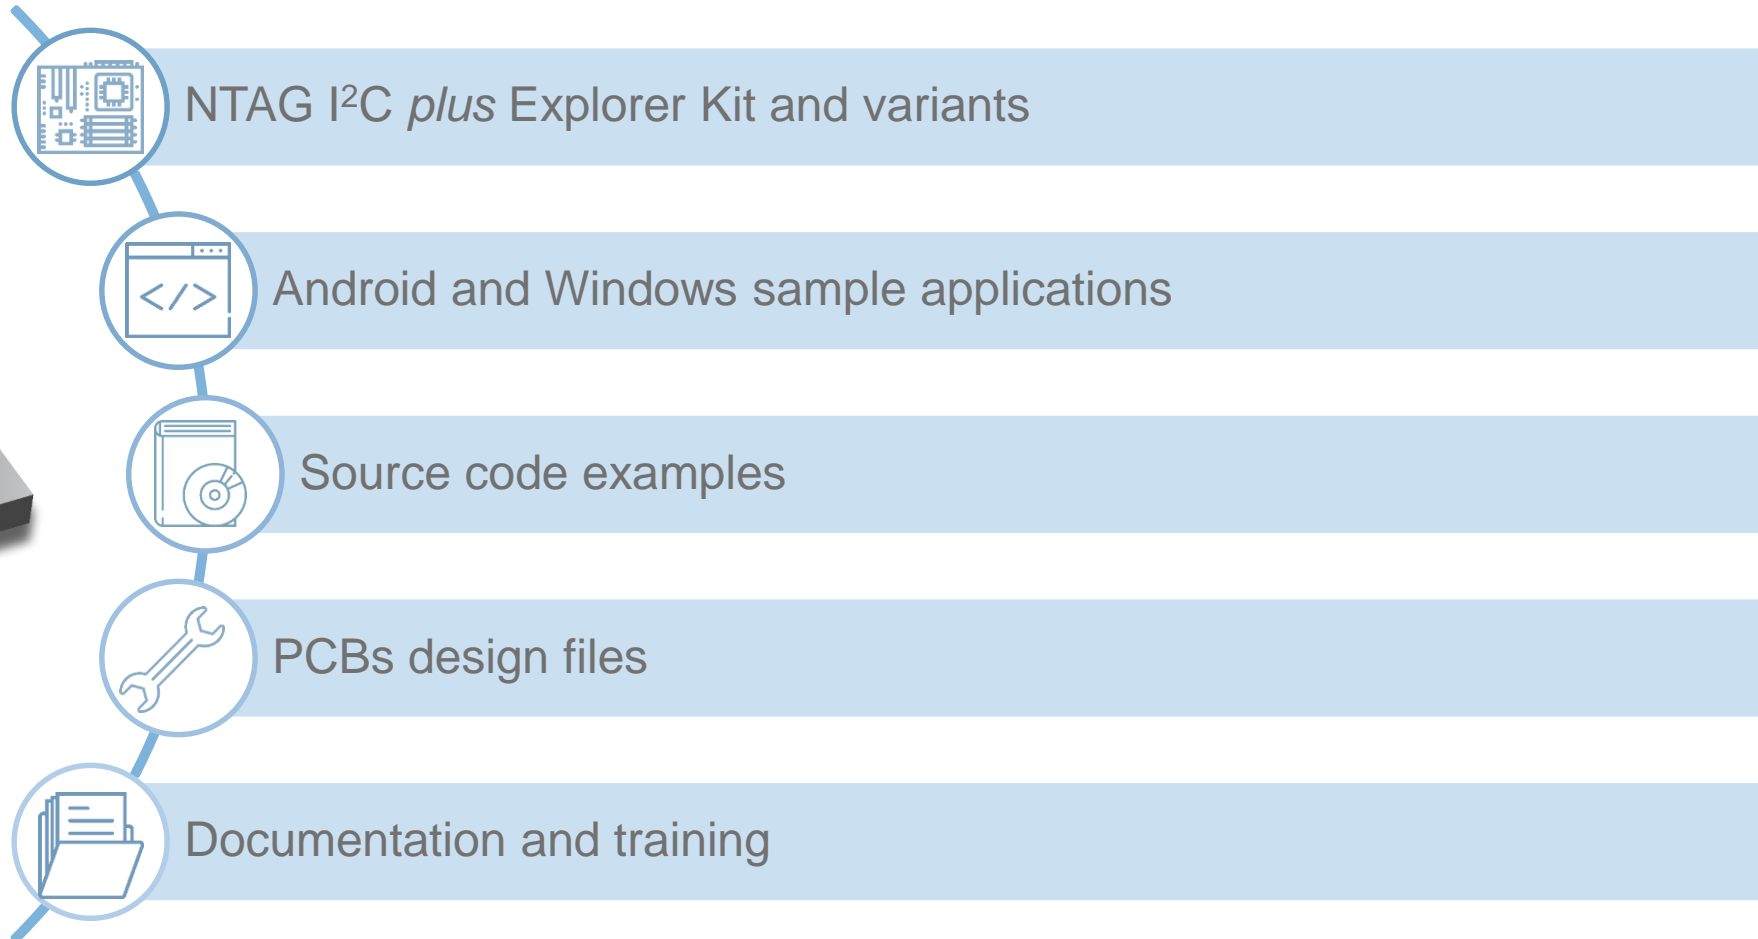 NTAG I²C plus Explorer Kit and variants
Android and Windows sample applications
</>
Source code examples
PCBs design files
Documentation and training